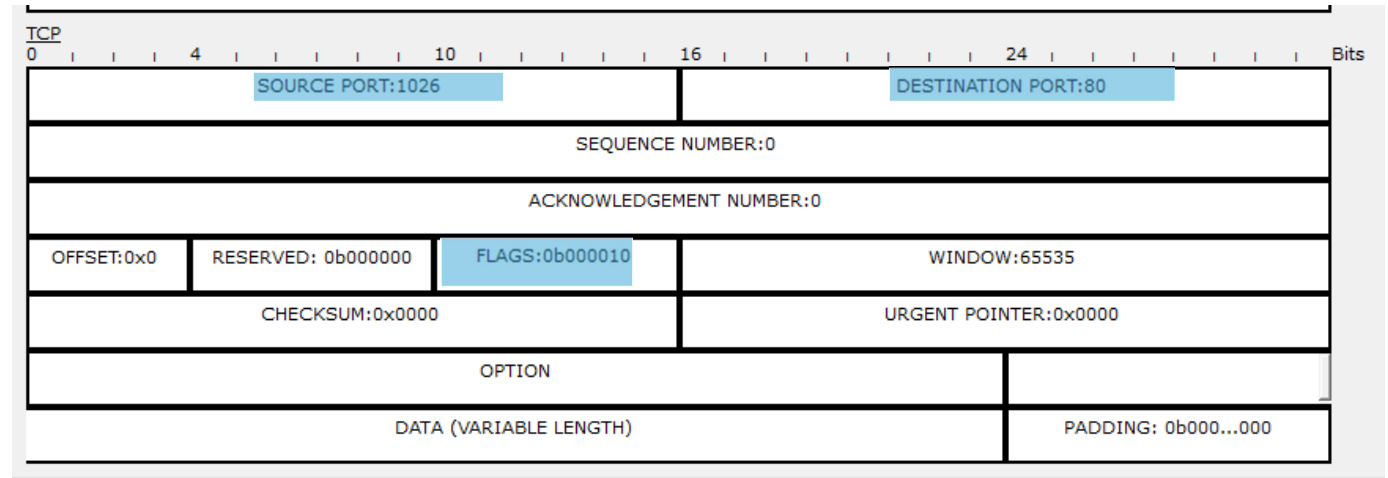 TCP
0 4 10 16 24 Bits
SOURCE PORT:1026 DESTINATION PORT:80
SEQUENCE NUMBER:0
ACKNOWLEDGEMENT NUMBER:0
OFFSET:0x0 RESERVED: 0b000000 FLAGS:0b000010 WINDOW:65535
CHECKSUM:0x0000 URGENT POINTER:0x0000
OPTION
DATA (VARIABLE LENGTH) PADDING: 0b000...000